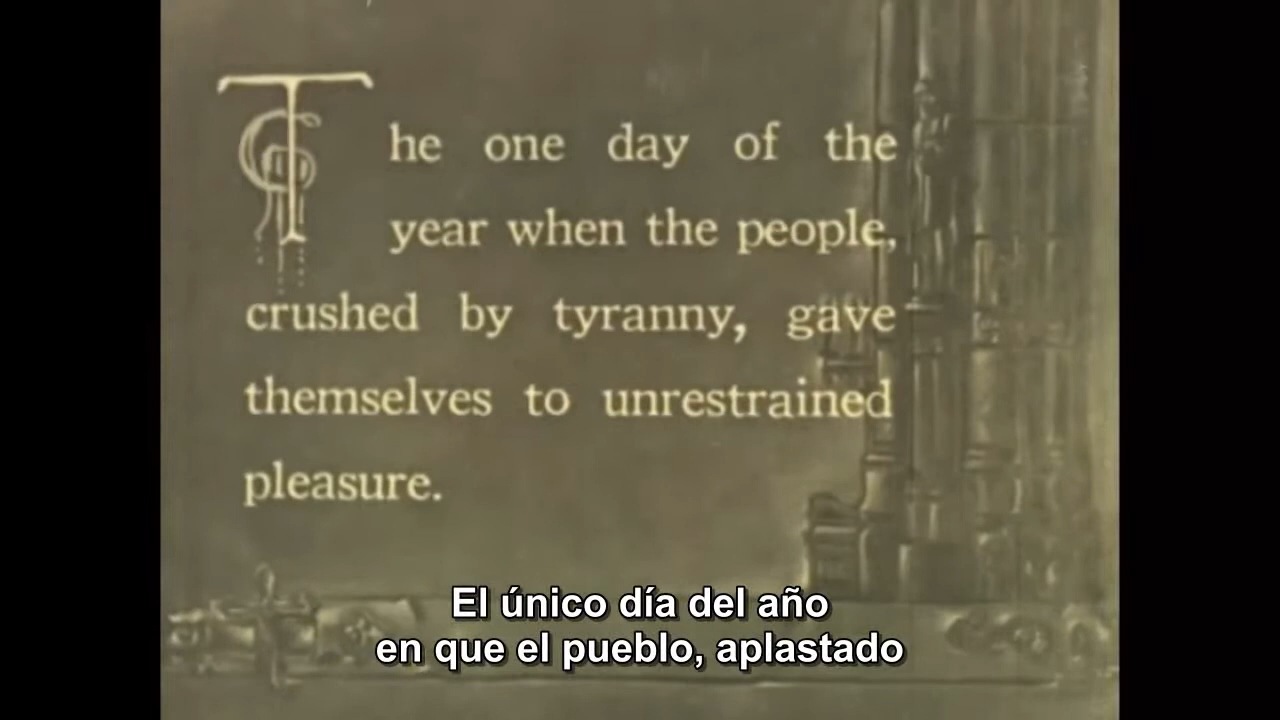 The one day of the
year when the people,
crushed by tyranny, gave
themselves to unrestrained
pleasure.
El único día del año
en que el pueblo, aplastado